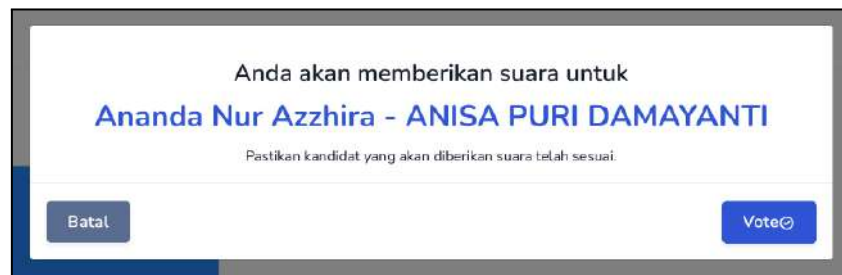 Anda akan memberikan suara untuk
Ananda Nur Azzhira - ANISA PURI DAMAYANTI
Pastikan kandidat yang akan diberikan suara telah sesuai.
Batal
Vote